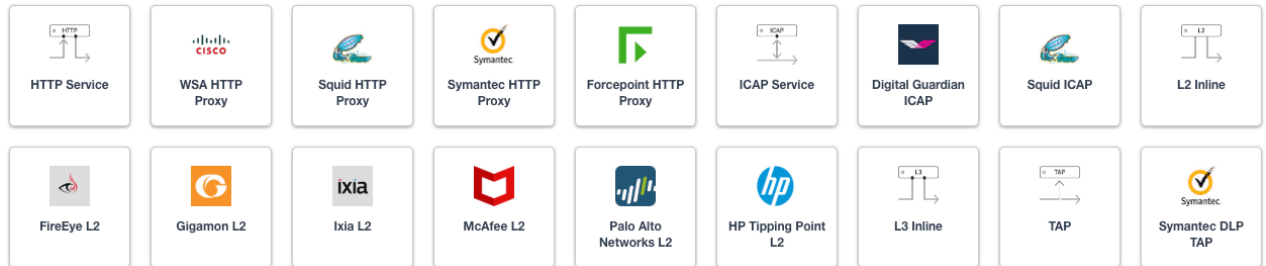 HTTP
CISCO
Symantec.
ICAP
L2
HTTP Service
WSA HTTP
Proxy
Squid HTTP
Proxy
Symantec HTTP
Proxy
Forcepoint HTTP
Proxy
ICAP Service
Digital Guardian
ICAP
Squid ICAP
L2 Inline
G
ixia
hp
L3
TAP
Symantec.
FireEye L2
Gigamon L2
Ixia L2
McAfee L2
Palo Alto
Networks L2
HP Tipping Point
L2
L3 Inline
TAP
Symantec DLP
TAP